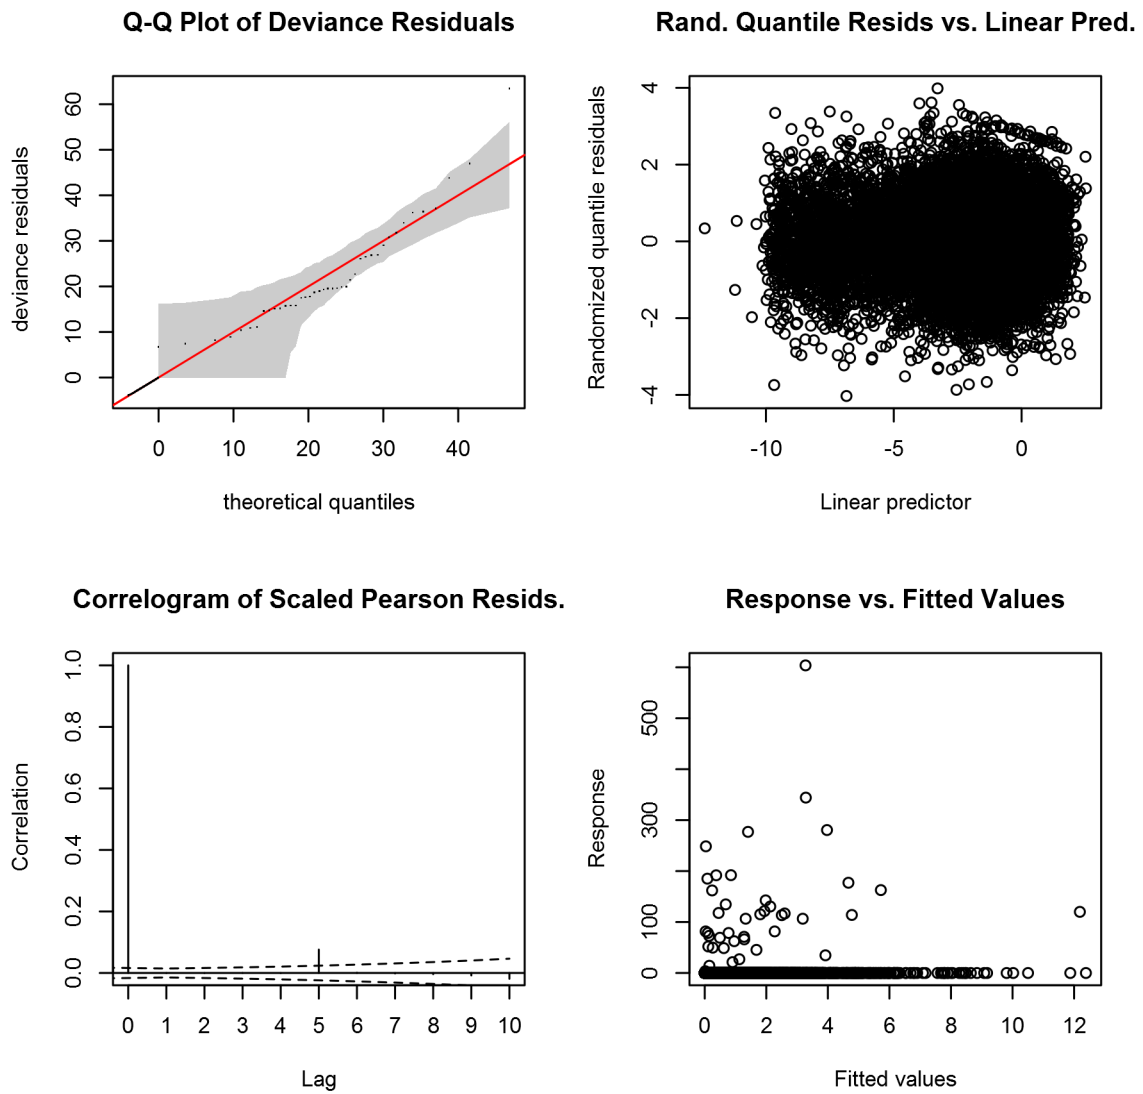 Q-Q Plot of Deviance Residuals
deviance residuals
60
50
40
30
20
10
0
0 10 20 30 40
theoretical quantiles
Rand. Quantile Resids vs. Linear Pred.
Randomized quantile residuals
4
2
0
-2
-4
-10 -5 0
Linear predictor
Correlogram of Scaled Pearson Resids.
Correlation
1.0
0.8
0.6
0.4
0.2
0.0
0 1 2 3 4 5 6 7 8 9 10
Lag
Response vs. Fitted Values
Response
500
300
100
0
0 2 4 6 8 10 12
Fitted values